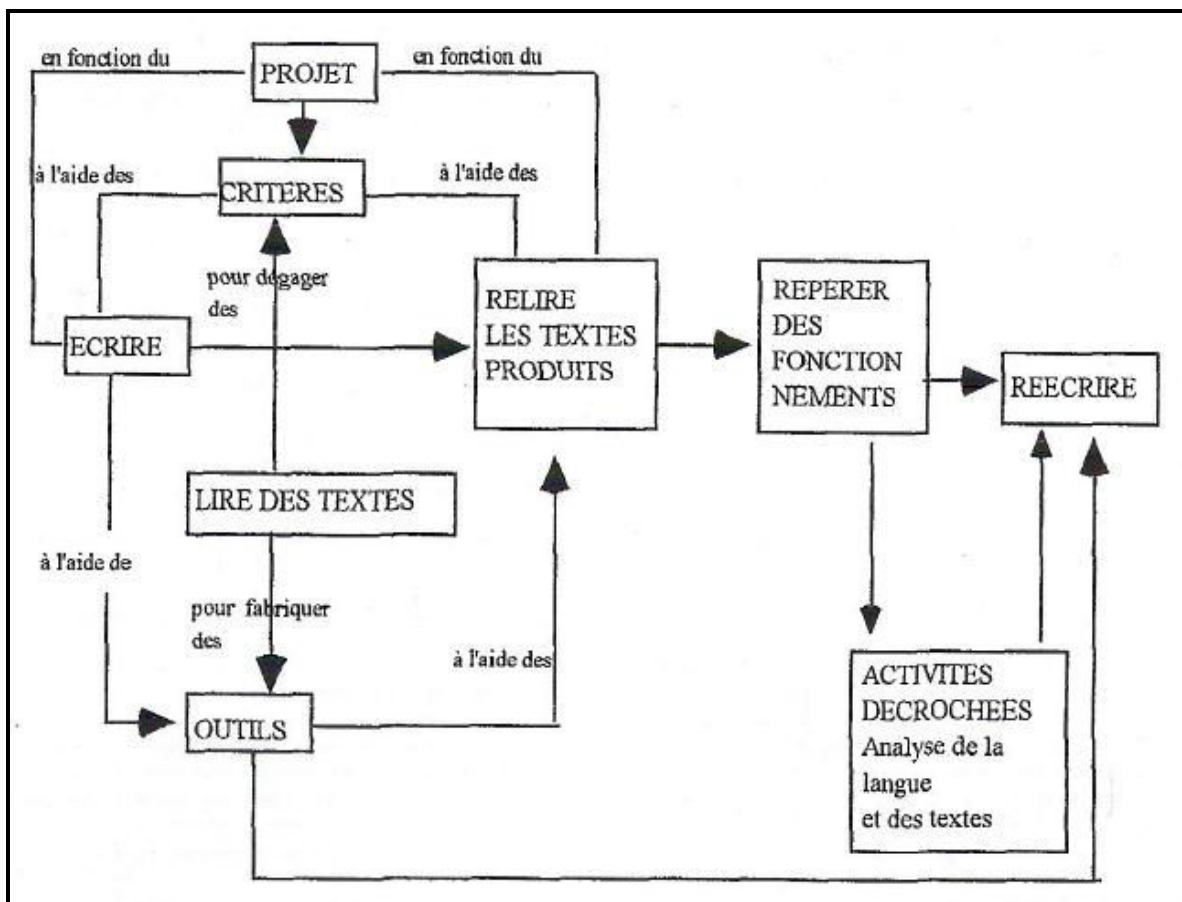 en fonction du
PROJET
en fonction du
à l'aide des
CRITERES
à l'aide des
pour dégager
des
ECRIRE
RELIRE
LES TEXTES
PRODUITS
REPERER
DES
FONCTION
NEMENTS
REECRIRE
LIRE DES TEXTES
à l'aide de
pour fabriquer
des
à l'aide des
OUTILS
ACTIVITES
DECROCHEES
Analyse de la
langue
et des textes